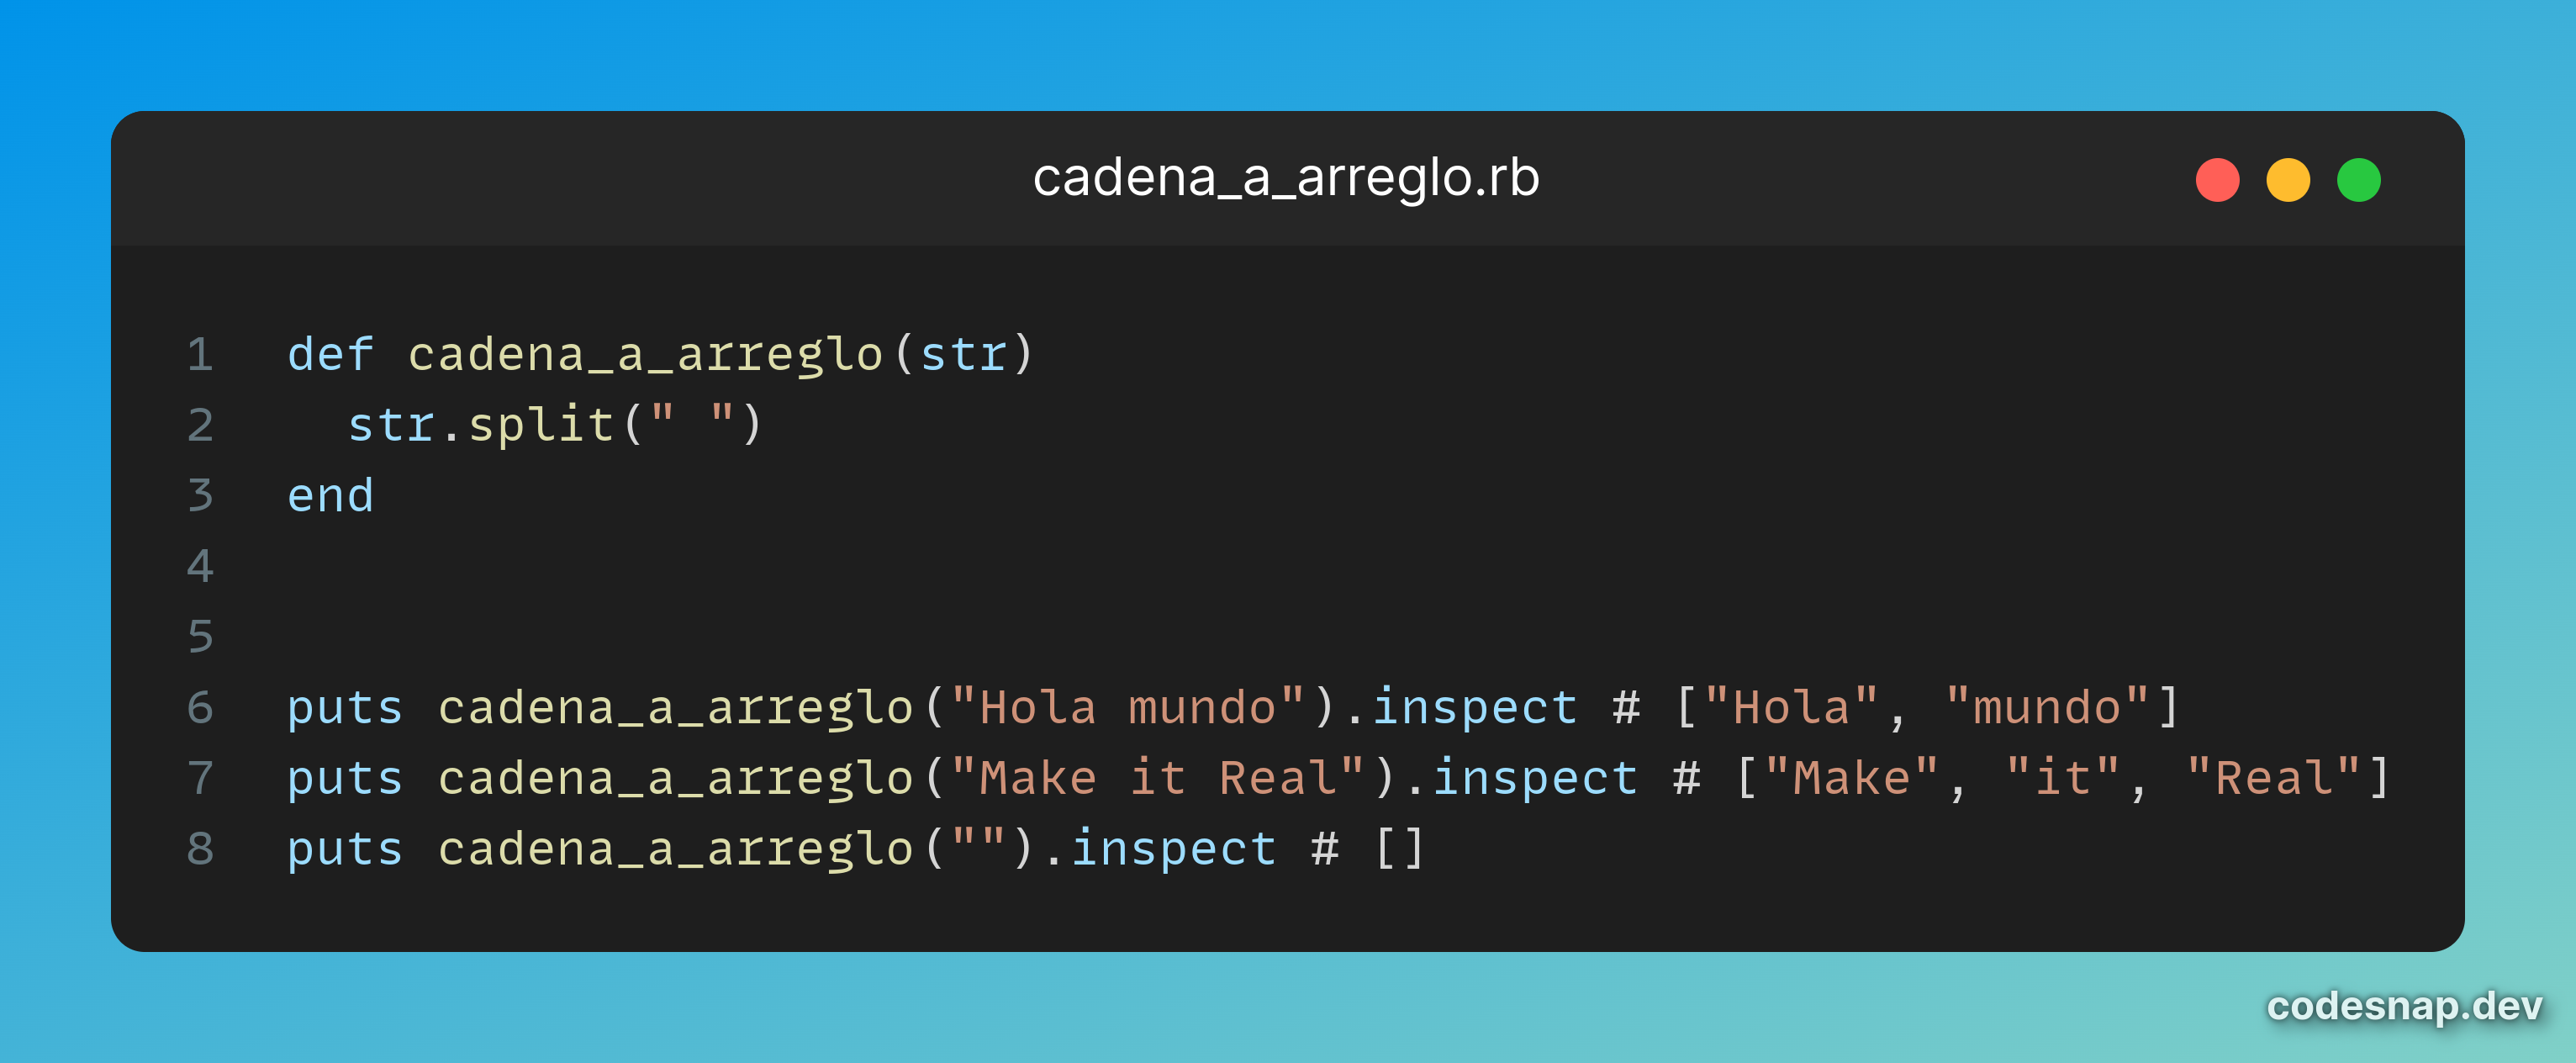 cadena_a_arreglo.rb
1 def cadena_a_arreglo(str)
2   str.split(" ")
3 end
4
5
6 puts cadena_a_arreglo("Hola mundo").inspect # ["Hola", "mundo"]
7 puts cadena_a_arreglo("Make it Real").inspect # ["Make", "it", "Real"]
8 puts cadena_a_arreglo("").inspect # []
codesnap.dev